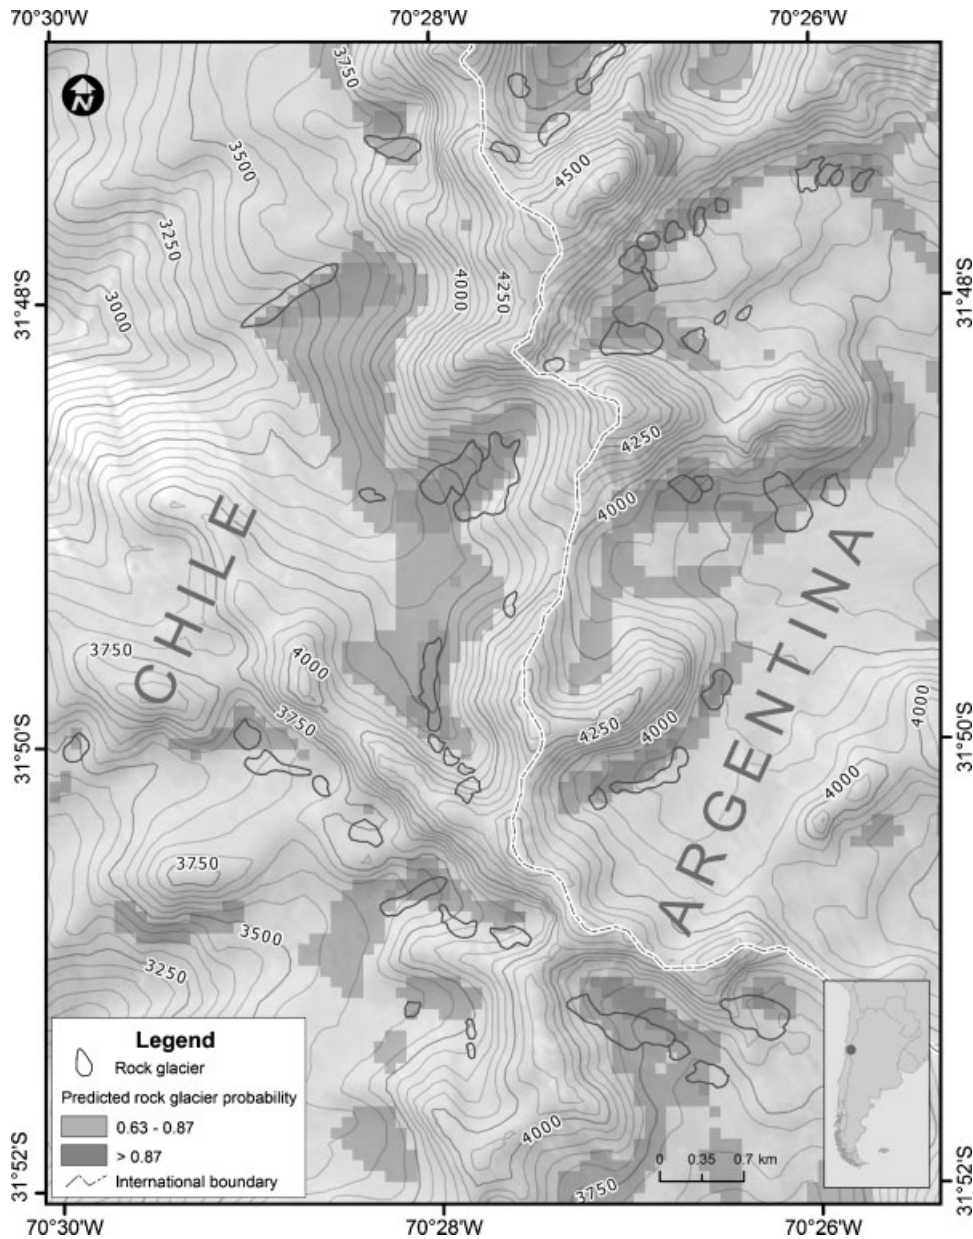 70°30'W 70°28'W 70°26'W
N
3750
3500
4500
3250
31°48'S
31°48'S
3000
4000
4250
4250
4000
CHILE
ARGENTINA
3750
4000
3750
4250
4000
4000
4000
31°50'S
31°50'S
3750
3500
3250
Legend
Rock glacier
Predicted rock glacier probability
0.63 - 0.87
> 0.87
International boundary
4000
0 0.35 0.7 km
3750
31°52'S
31°52'S
70°30'W 70°28'W 70°26'W